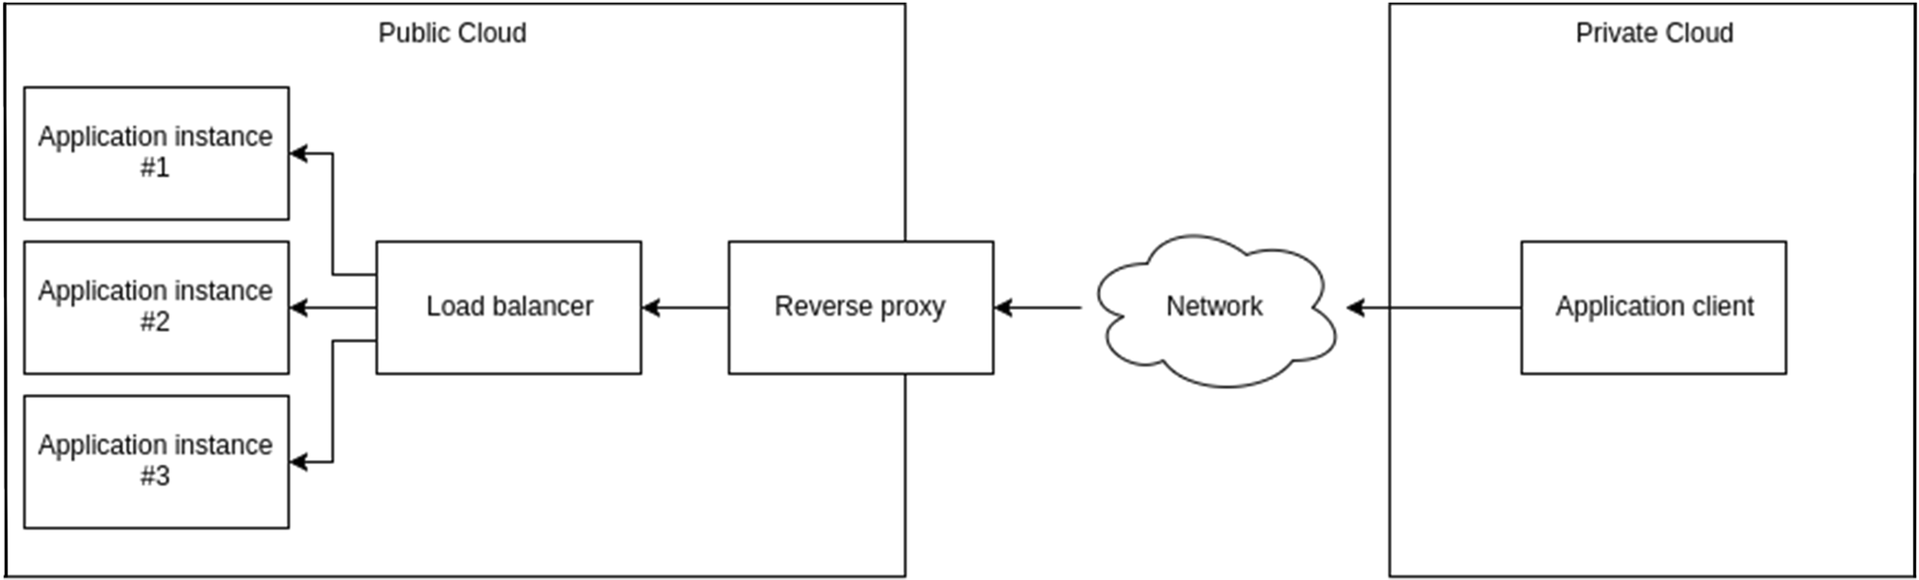 Public Cloud
Private Cloud
Application instance
#1
Application instance
#2
Load balancer
Reverse proxy
Network
Application client
Application instance
#3